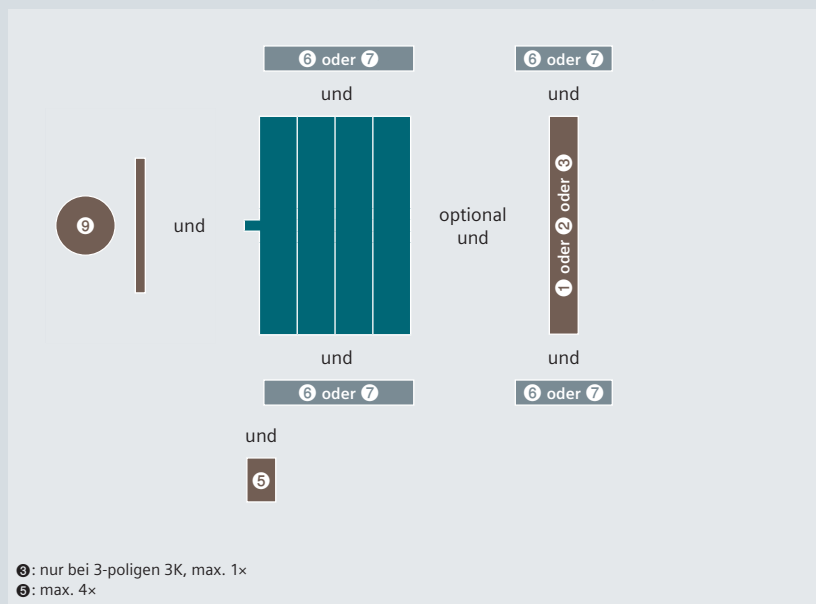 ❻ oder ❼
❻ oder ❼
und
und
❾
und
optional
und
❶ oder ❷ oder ❸
und
und
❻ oder ❼
❻ oder ❼
und
❺
❸: nur bei 3-poligen 3K, max. 1×
❺: max. 4×